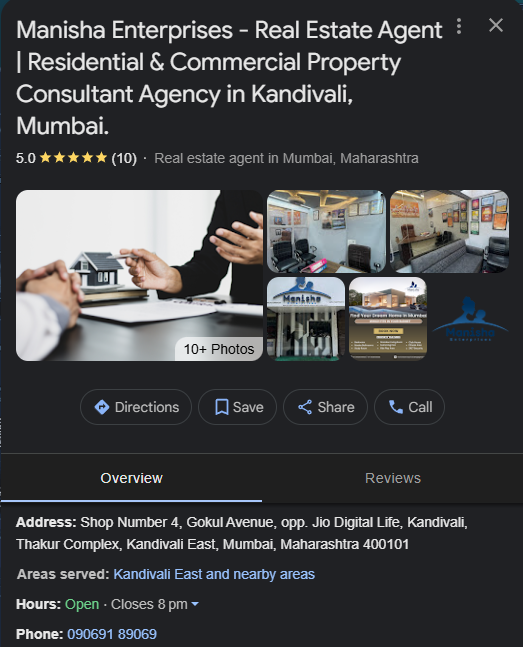 Manisha Enterprises - Real Estate Agent
| Residential & Commercial Property
Consultant Agency in Kandivali,
Mumbai.
5.0 ★★★★★ (10) · Real estate agent in Mumbai, Maharashtra
Manisha
Find Your Dream Home in Mumbai
Manisha
Enterprises
10+ Photos
Directions
Save
Share
Call
Overview
Reviews
Address: Shop Number 4, Gokul Avenue, opp. Jio Digital Life, Kandivali,
Thakur Complex, Kandivali East, Mumbai, Maharashtra 400101
Areas served: Kandivali East and nearby areas
Hours: Open · Closes 8 pm
Phone: 090691 89069